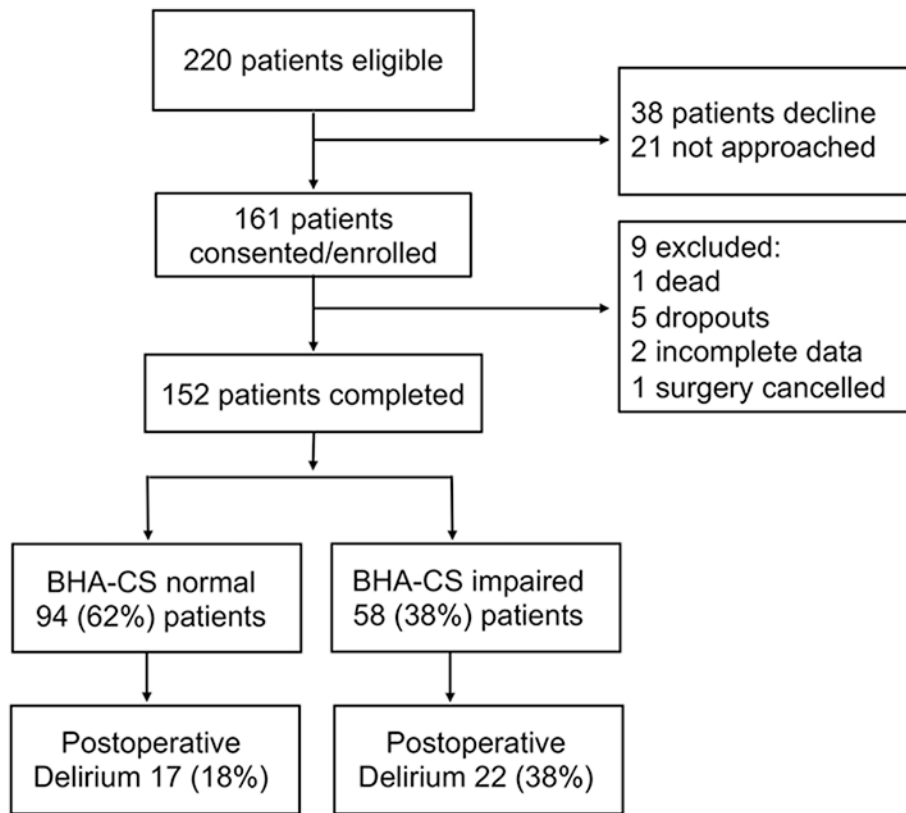 220 patients eligible
38 patients decline
21 not approached
161 patients
consented/enrolled
9 excluded:
1 dead
5 dropouts
2 incomplete data
1 surgery cancelled
152 patients completed
BHA-CS normal
94 (62%) patients
BHA-CS impaired
58 (38%) patients
Postoperative
Delirium 17 (18%)
Postoperative
Delirium 22 (38%)